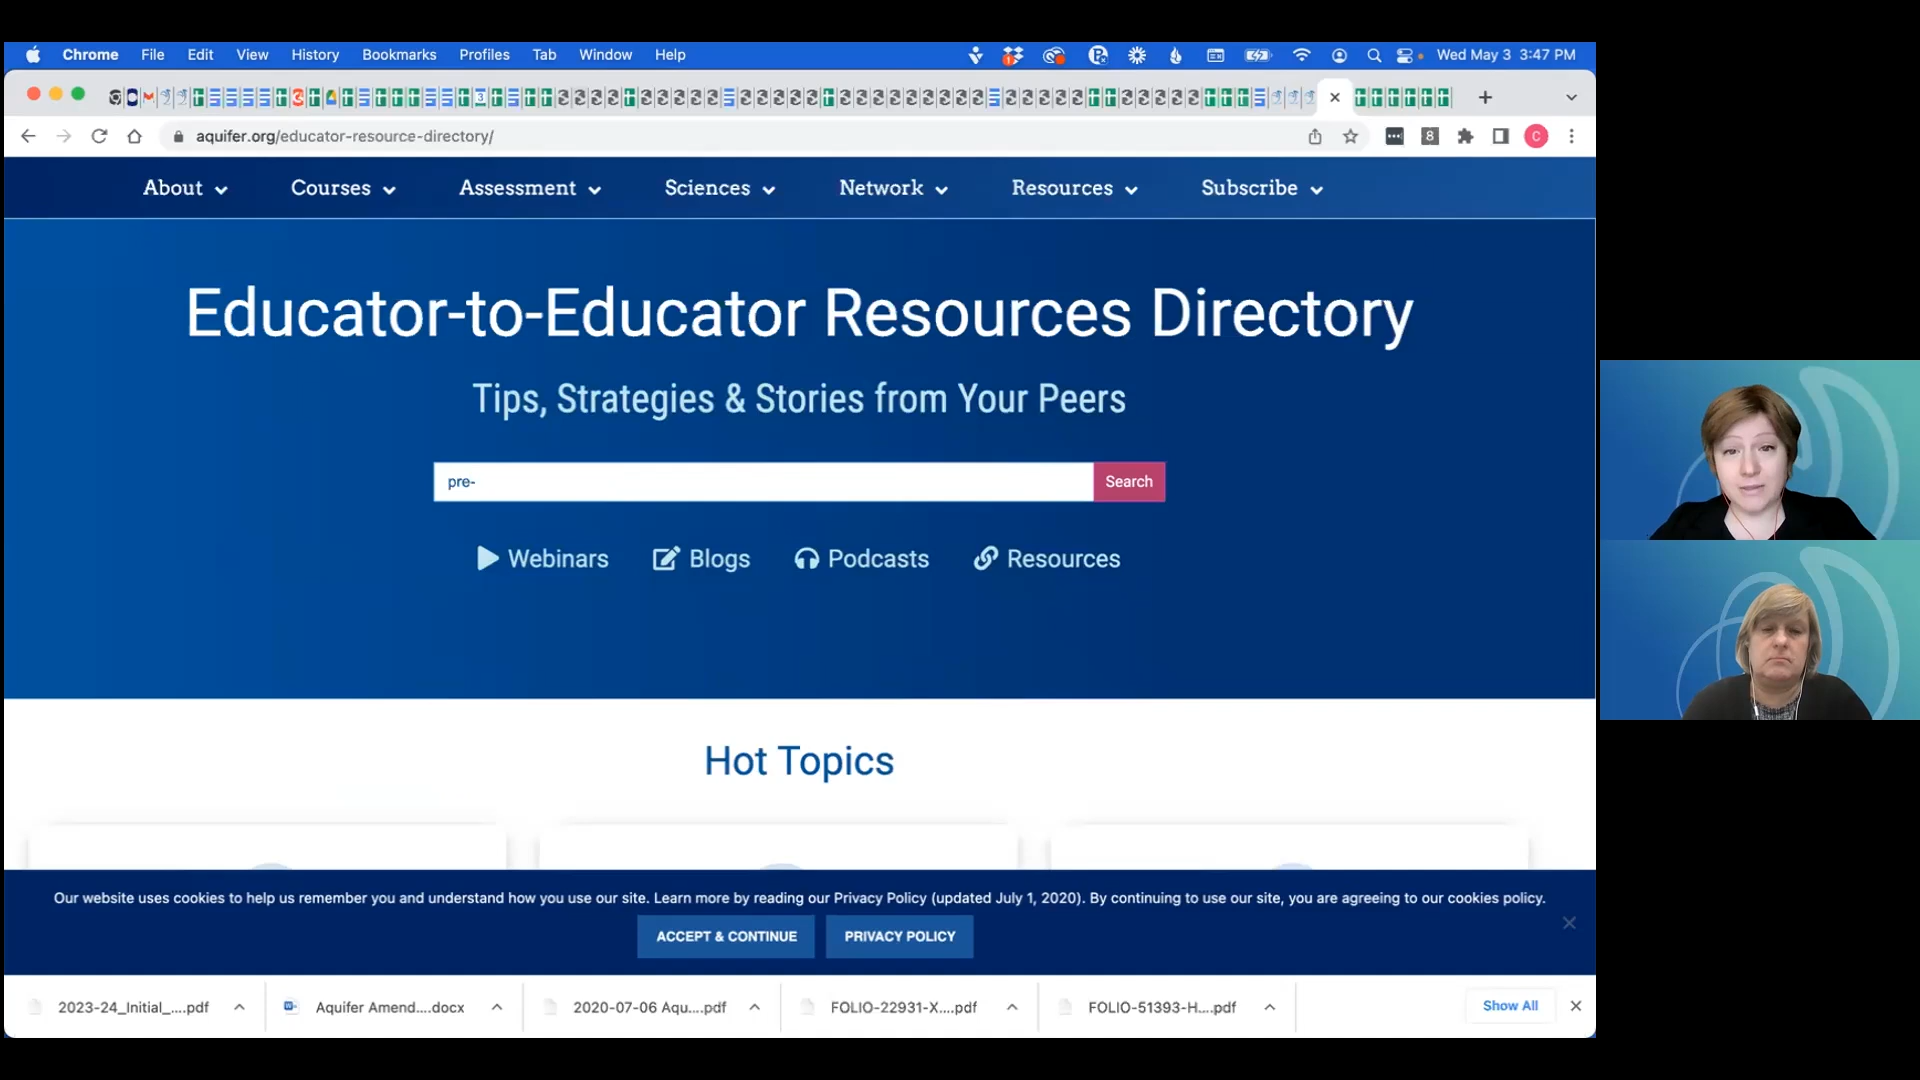 Chrome File Edit View History Bookmarks Profiles Tab Window Help Wed May 3 3:47 PM
aquifer.org/educator-resource-directory/
About Courses Assessment Sciences Network Resources Subscribe
Educator-to-Educator Resources Directory
Tips, Strategies & Stories from Your Peers
pre- Search
Webinars Blogs Podcasts Resources
Hot Topics
Our website uses cookies to help us remember you and understand how you use our site. Learn more by reading our Privacy Policy (updated July 1, 2020). By continuing to use our site, you are agreeing to our cookies policy.
ACCEPT & CONTINUE PRIVACY POLICY
2023-24_Initial_....pdf Aquifer Amend....docx 2020-07-06 Aqu....pdf FOLIO-22931-X....pdf FOLIO-51393-H....pdf Show All